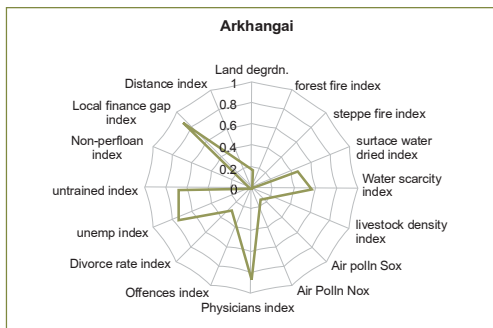 Arkhangai
Land degrdn.
forest fire index
steppe fire index
surtace water
dried index
Water scarcity
index
livestock density
index
Air polln Sox
Air Polln Nox
Physicians index
Offences index
Divorce rate index
unemp index
untrained index
Non-perfloan
index
Local finance gap
index
Distance index
1
0.8
0.6
0.4
0.2
0